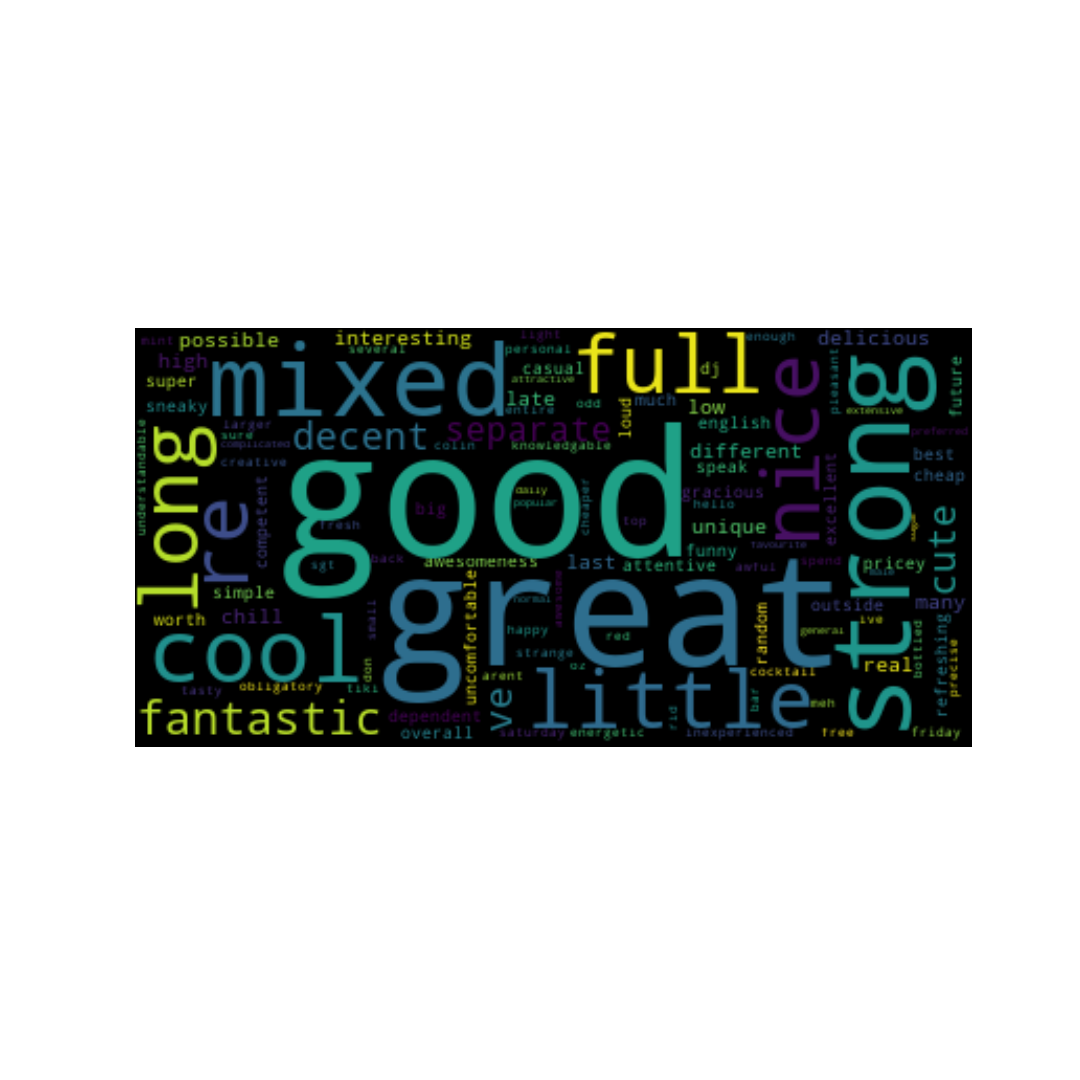 mint
possible
interesting
light
enough
delicious
several
personal
high
mixed
full
casual
dj
nice
strong
pleasant
future
super
attractive
sneaky
late
entire
odd
loud
much
low
extensive
understandable
long
larger
sure
complicated
decent
colin
separate
knowledgable
english
preferred
different
best
creative
speak
cheap
re
competent
good
big
daily
popular
cheaper
gracious
hello
excellent
fresh
top
unique
sgt
back
awesomeness
last
attentive
funny
favourite
awful
spend
pricey
male
cute
simple
small
uncomfortable
great
normal
awesome
outside
many
worth
chill
happy
red
random
general
ive
cool
don
strange
oz
real
bottled
refreshing
precise
tasty
obligatory
tiki
arent
ve
little
cocktail
bar
rid
meh
fantastic
dependent
overall
saturday
energetic
inexperienced
free
friday